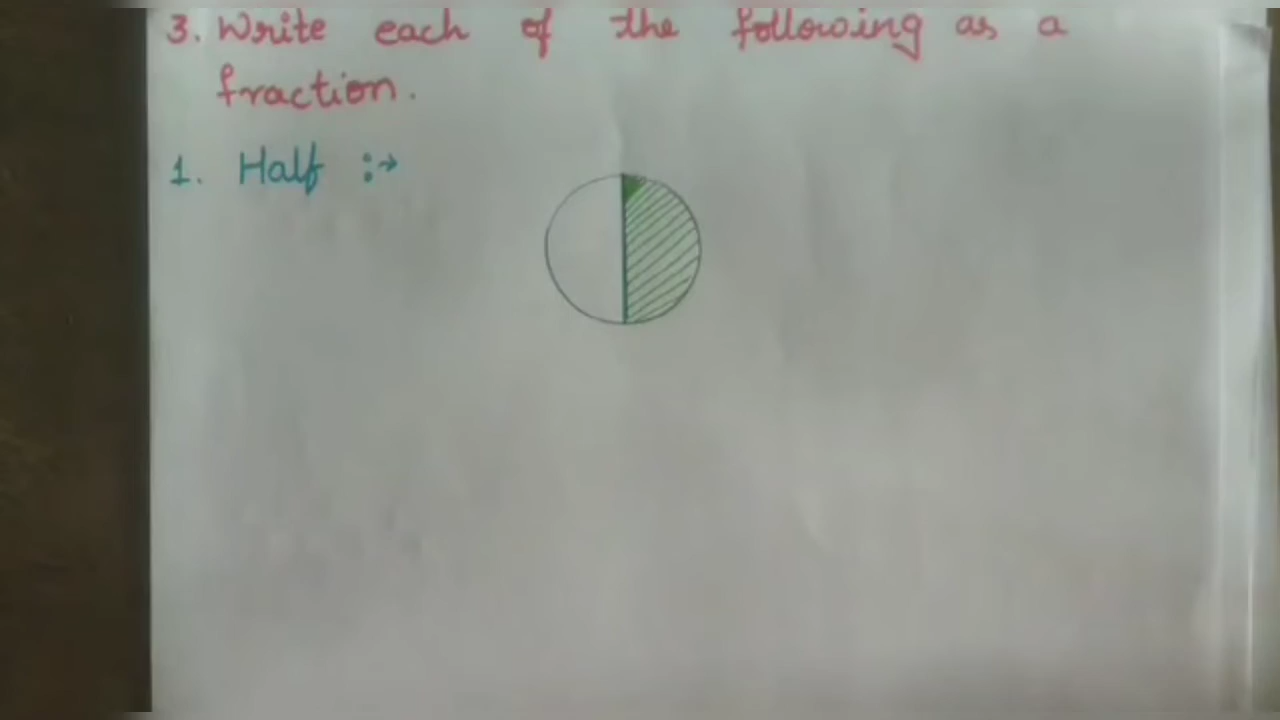 3. Write each of the following as a
fraction.
1. Half :→